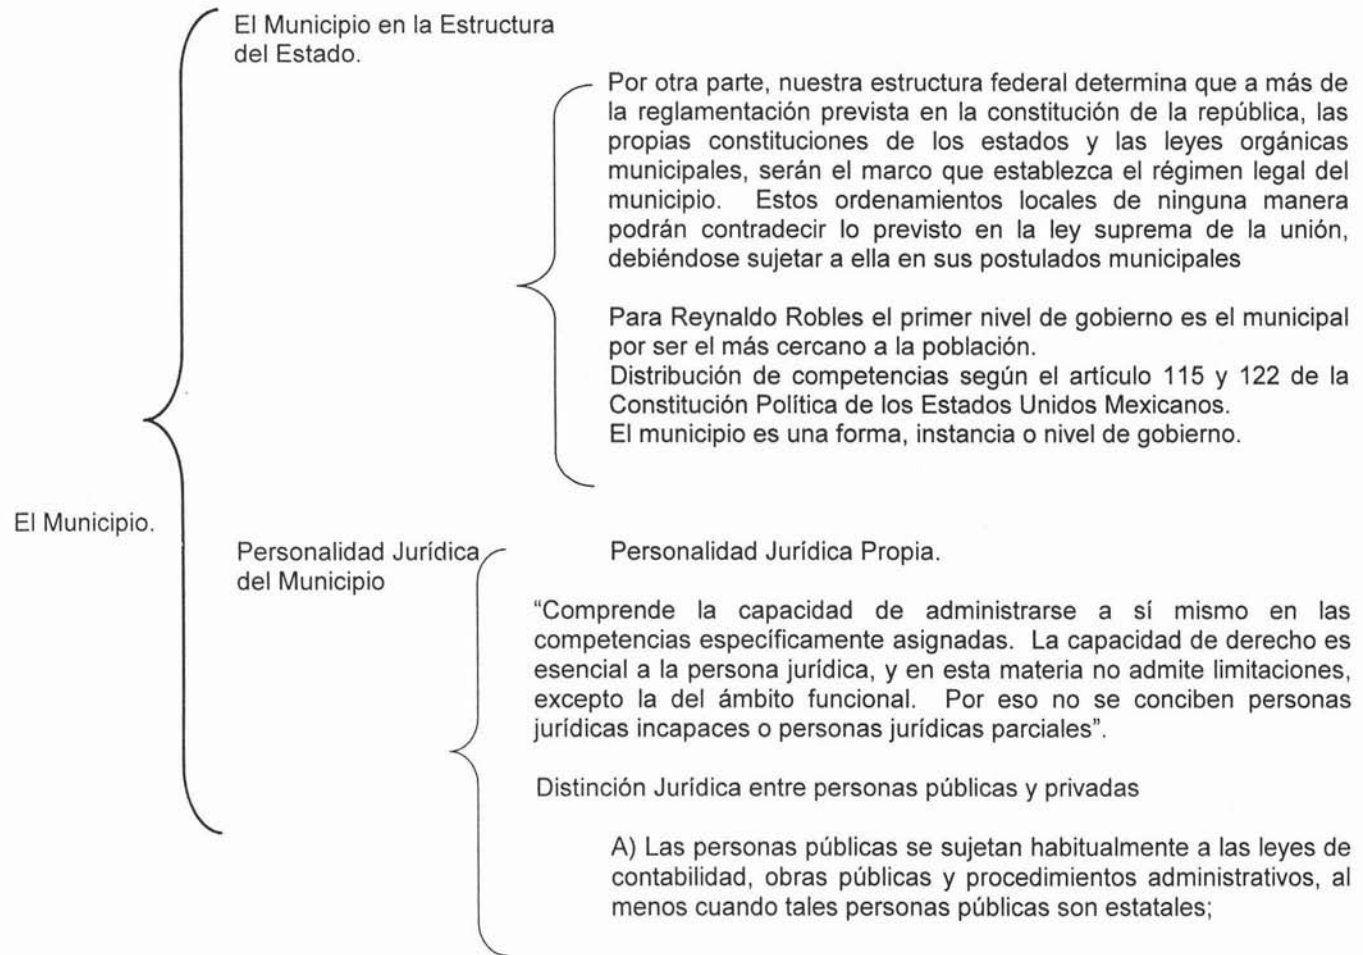 El Municipio en la Estructura
del Estado.
Por otra parte, nuestra estructura federal determina que a más de
la reglamentación prevista en la constitución de la república, las
propias constituciones de los estados y las leyes orgánicas
municipales, serán el marco que establezca el régimen legal del
municipio. Estos ordenamientos locales de ninguna manera
podrán contradecir lo previsto en la ley suprema de la unión,
debiéndose sujetar a ella en sus postulados municipales
Para Reynaldo Robles el primer nivel de gobierno es el municipal
por ser el más cercano a la población.
Distribución de competencias según el artículo 115 y 122 de la
Constitución Política de los Estados Unidos Mexicanos.
El municipio es una forma, instancia o nivel de gobierno.
El Municipio.
Personalidad Jurídica
del Municipio
Personalidad Jurídica Propia.
“Comprende la capacidad de administrarse a sí mismo en las
competencias específicamente asignadas. La capacidad de derecho es
esencial a la persona jurídica, y en esta materia no admite limitaciones,
excepto la del ámbito funcional. Por eso no se conciben personas
jurídicas incapaces o personas jurídicas parciales”.
Distinción Jurídica entre personas públicas y privadas
A) Las personas públicas se sujetan habitualmente a las leyes de
contabilidad, obras públicas y procedimientos administrativos, al
menos cuando tales personas públicas son estatales;